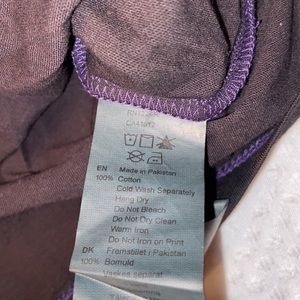 EN Made in Pakistan
100% Cotton
Cold Wash Separately
Hang Dry
Do Not Bleach
Do Not Dry Clean
Warm Iron
Do Not Iron on Print
DK Fremstillet i Pakistan
100% Bomuld
Vaskes separat